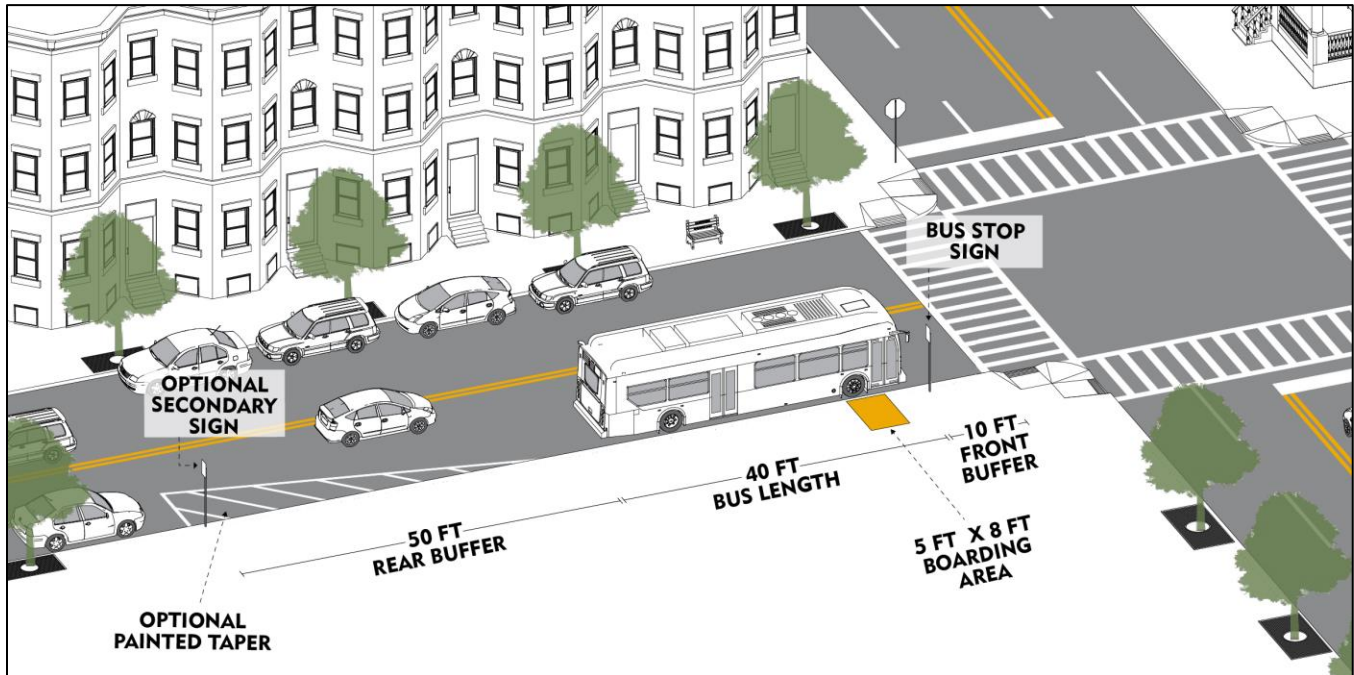 BUS STOP
SIGN
OPTIONAL
SECONDARY
SIGN
10 FT
FRONT
BUFFER
40 FT
BUS LENGTH
50 FT
REAR BUFFER
5 FT X 8 FT
BOARDING
AREA
OPTIONAL
PAINTED TAPER